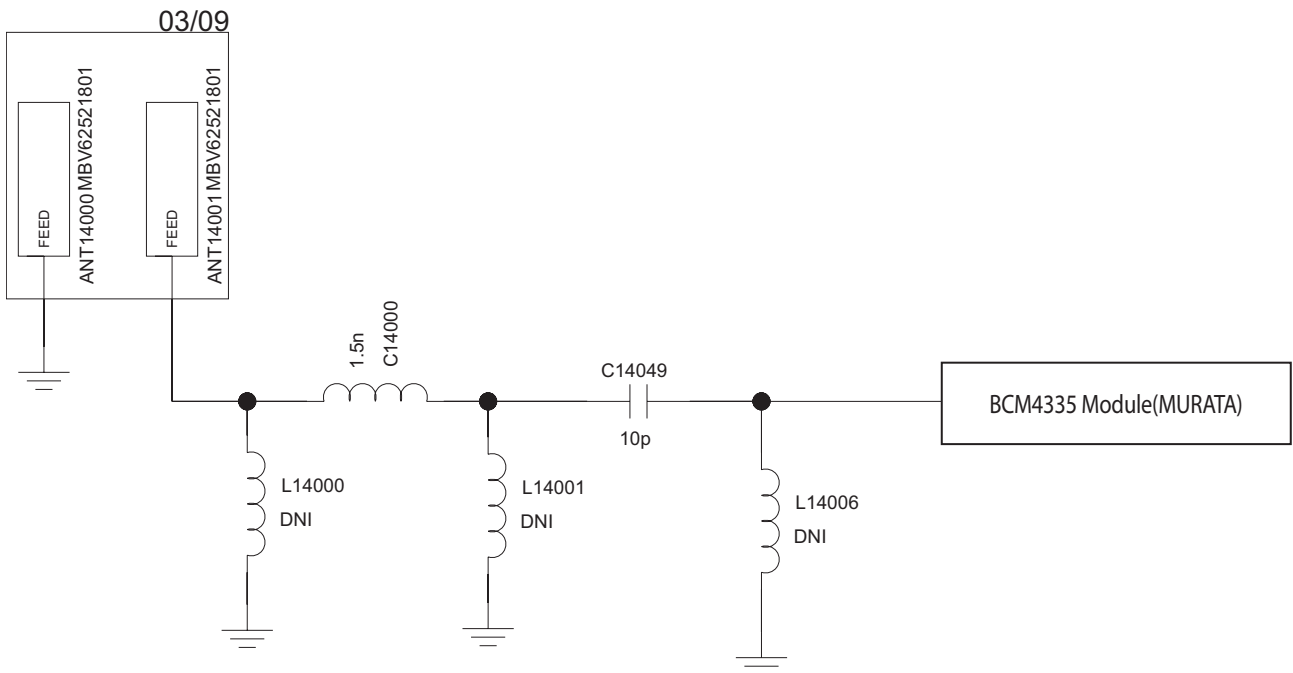 03/09
FEED
ANT14000 MBV62521801
FEED
ANT14001 MBV62521801
1.5n
C14000
C14049
10p
BCM4335 Module(MURATA)
L14000
DNI
L14001
DNI
L14006
DNI